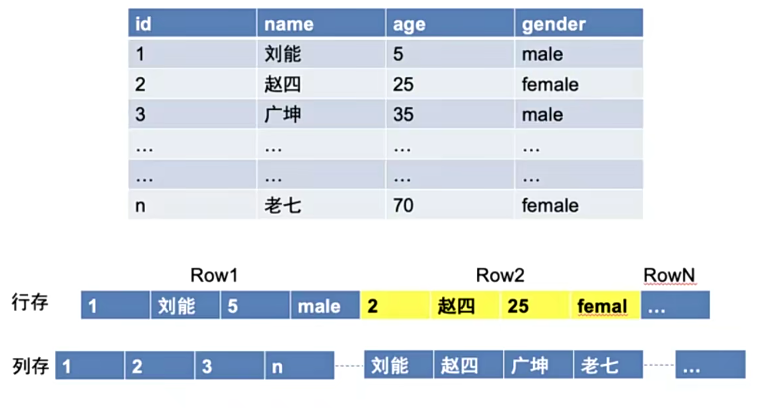 id name age gender
1 刘能 5 male
2 赵四 25 female
3 广坤 35 male
... ... ... ...
... ... ... ...
n 老七 70 female
Row1 Row2 RowN
行存 1 刘能 5 male 2 赵四 25 femal ...
列存 1 2 3 n 刘能 赵四 广坤 老七 ...